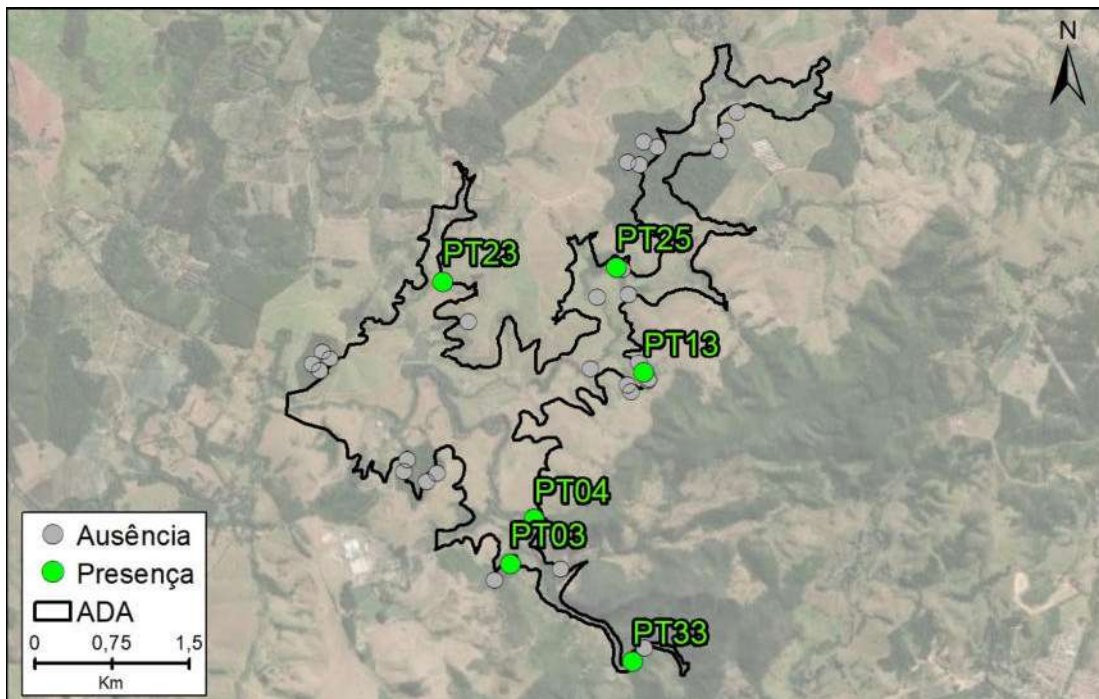 N
PT23
PT25
PT13
PT04
PT03
PT33
Ausência
Presença
ADA
0 0,75 1,5
Km